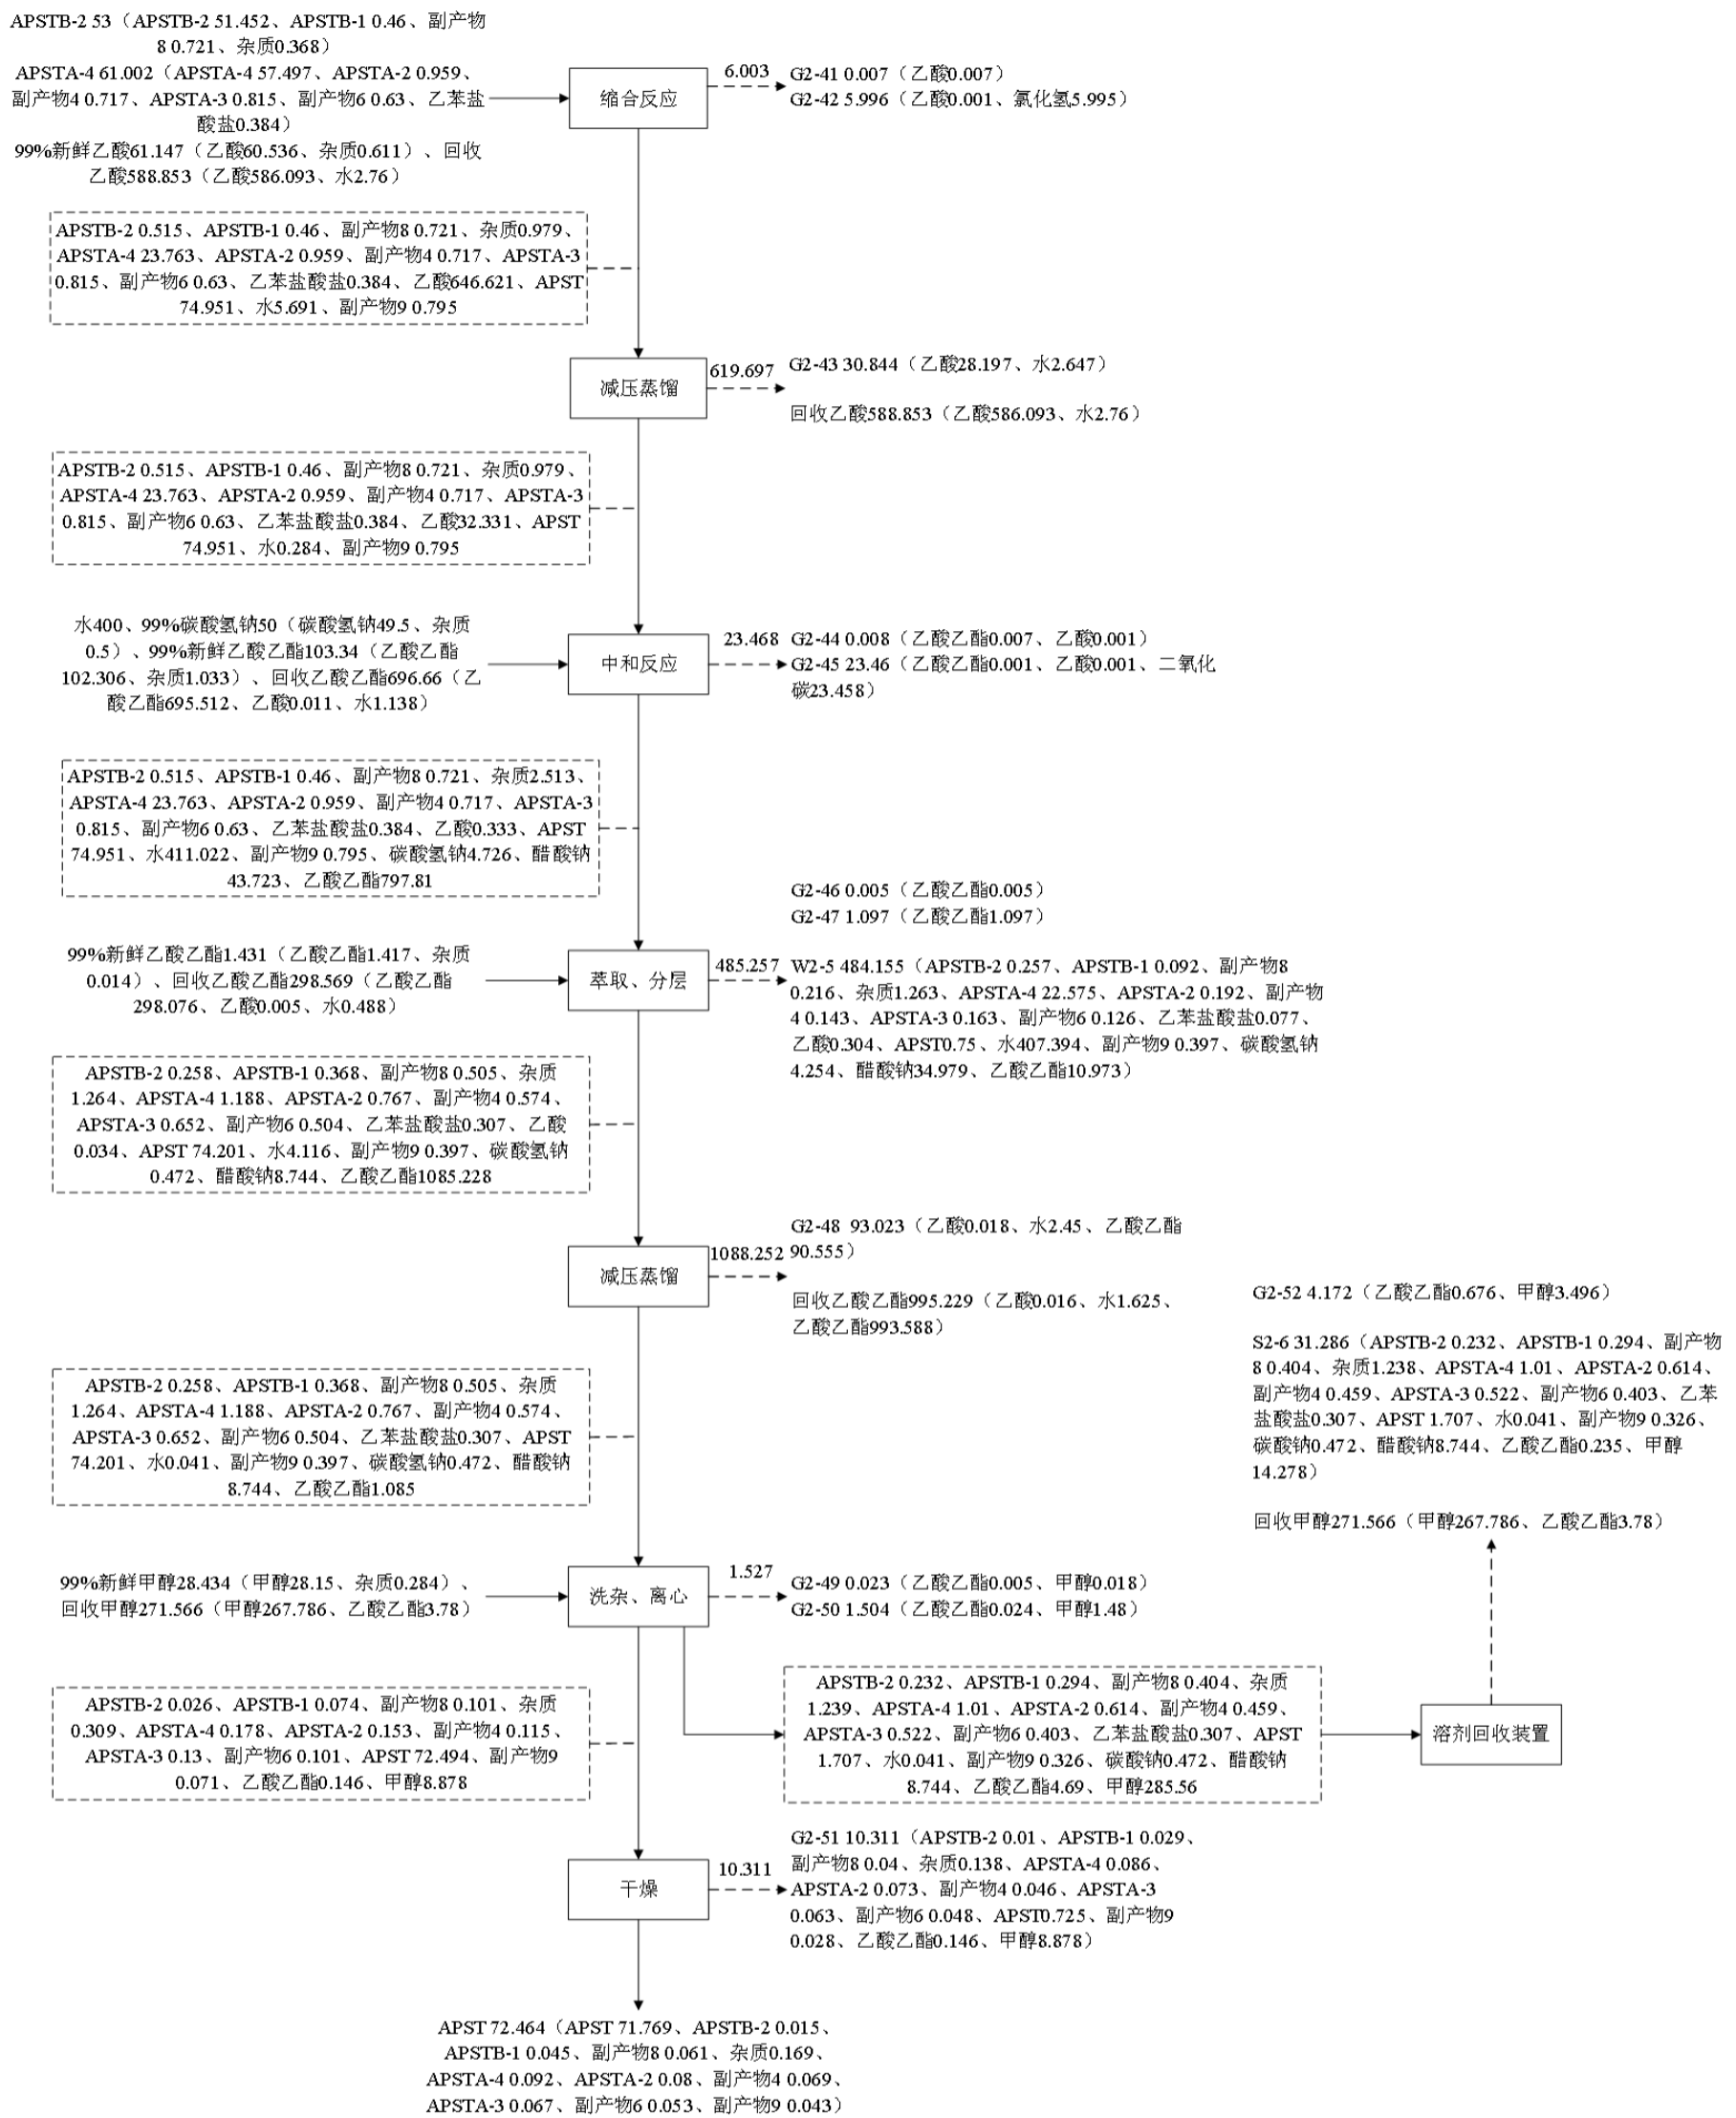 APSTB-2 53（APSTB-2 51.452、APSTB-1 0.46、副产物
8 0.721、杂质0.368）
APSTA-4 61.002（APSTA-4 57.497、APSTA-2 0.959、
副产物4 0.717、APSTA-3 0.815、副产物6 0.63、乙苯盐
酸盐0.384）
99%新鲜乙酸61.147（乙酸60.536、杂质0.611）、回收
乙酸588.853（乙酸586.093、水2.76）
缩合反应
6.003
G2-41 0.007（乙酸0.007）
G2-42 5.996（乙酸0.001、氯化氢5.995）
APSTB-2 0.515、APSTB-1 0.46、副产物8 0.721、杂质0.979、
APSTA-4 23.763、APSTA-2 0.959、副产物4 0.717、APSTA-3
0.815、副产物6 0.63、乙苯盐酸盐0.384、乙酸646.621、APST
74.951、水5.691、副产物9 0.795
减压蒸馏
619.697
G2-43 30.844（乙酸28.197、水2.647）
回收乙酸588.853（乙酸586.093、水2.76）
APSTB-2 0.515、APSTB-1 0.46、副产物8 0.721、杂质0.979、
APSTA-4 23.763、APSTA-2 0.959、副产物4 0.717、APSTA-3
0.815、副产物6 0.63、乙苯盐酸盐0.384、乙酸32.331、APST
74.951、水0.284、副产物9 0.795
水400、99%碳酸氢钠50（碳酸氢钠49.5、杂质
0.5）、99%新鲜乙酸乙酯103.34（乙酸乙酯
102.306、杂质1.033）、回收乙酸乙酯696.66（乙
酸乙酯695.512、乙酸0.011、水1.138）
中和反应
23.468
G2-44 0.008（乙酸乙酯0.007、乙酸0.001）
G2-45 23.46（乙酸乙酯0.001、乙酸0.001、二氧化
碳23.458）
APSTB-2 0.515、APSTB-1 0.46、副产物8 0.721、杂质2.513、
APSTA-4 23.763、APSTA-2 0.959、副产物4 0.717、APSTA-3
0.815、副产物6 0.63、乙苯盐酸盐0.384、乙酸0.333、APST
74.951、水411.022、副产物9 0.795、碳酸氢钠4.726、醋酸钠
43.723、乙酸乙酯797.81
99%新鲜乙酸乙酯1.431（乙酸乙酯1.417、杂质
0.014）、回收乙酸乙酯298.569（乙酸乙酯
298.076、乙酸0.005、水0.488）
萃取、分层
485.257
G2-46 0.005（乙酸乙酯0.005）
G2-47 1.097（乙酸乙酯1.097）
W2-5 484.155（APSTB-2 0.257、APSTB-1 0.092、副产物8
0.216、杂质1.263、APSTA-4 22.575、APSTA-2 0.192、副产物
4 0.143、APSTA-3 0.163、副产物6 0.126、乙苯盐酸盐0.077、
乙酸0.304、APST0.75、水407.394、副产物9 0.397、碳酸氢钠
4.254、醋酸钠34.979、乙酸乙酯10.973）
APSTB-2 0.258、APSTB-1 0.368、副产物8 0.505、杂质
1.264、APSTA-4 1.188、APSTA-2 0.767、副产物4 0.574、
APSTA-3 0.652、副产物6 0.504、乙苯盐酸盐0.307、乙酸
0.034、APST 74.201、水4.116、副产物9 0.397、碳酸氢钠
0.472、醋酸钠8.744、乙酸乙酯1085.228
减压蒸馏
1088.252
G2-48 93.023（乙酸0.018、水2.45、乙酸乙酯
90.555）
回收乙酸乙酯995.229（乙酸0.016、水1.625、
乙酸乙酯993.588）
APSTB-2 0.258、APSTB-1 0.368、副产物8 0.505、杂质
1.264、APSTA-4 1.188、APSTA-2 0.767、副产物4 0.574、
APSTA-3 0.652、副产物6 0.504、乙苯盐酸盐0.307、APST
74.201、水0.041、副产物9 0.397、碳酸氢钠0.472、醋酸钠
8.744、乙酸乙酯1.085
99%新鲜甲醇28.434（甲醇28.15、杂质0.284）、
回收甲醇271.566（甲醇267.786、乙酸乙酯3.78）
洗杂、离心
1.527
G2-49 0.023（乙酸乙酯0.005、甲醇0.018）
G2-50 1.504（乙酸乙酯0.024、甲醇1.48）
G2-52 4.172（乙酸乙酯0.676、甲醇3.496）
S2-6 31.286（APSTB-2 0.232、APSTB-1 0.294、副产物
8 0.404、杂质1.238、APSTA-4 1.01、APSTA-2 0.614、
副产物4 0.459、APSTA-3 0.522、副产物6 0.403、乙苯
盐酸盐0.307、APST 1.707、水0.041、副产物9 0.326、
碳酸钠0.472、醋酸钠8.744、乙酸乙酯0.235、甲醇
14.278）
回收甲醇271.566（甲醇267.786、乙酸乙酯3.78）
APSTB-2 0.232、APSTB-1 0.294、副产物8 0.404、杂质
1.239、APSTA-4 1.01、APSTA-2 0.614、副产物4 0.459、
APSTA-3 0.522、副产物6 0.403、乙苯盐酸盐0.307、APST
1.707、水0.041、副产物9 0.326、碳酸钠0.472、醋酸钠
8.744、乙酸乙酯4.69、甲醇285.56
溶剂回收装置
APSTB-2 0.026、APSTB-1 0.074、副产物8 0.101、杂质
0.309、APSTA-4 0.178、APSTA-2 0.153、副产物4 0.115、
APSTA-3 0.13、副产物6 0.101、APST 72.494、副产物9
0.071、乙酸乙酯0.146、甲醇8.878
干燥
10.311
G2-51 10.311（APSTB-2 0.01、APSTB-1 0.029、
副产物8 0.04、杂质0.138、APSTA-4 0.086、
APSTA-2 0.073、副产物4 0.046、APSTA-3
0.063、副产物6 0.048、APST0.725、副产物9
0.028、乙酸乙酯0.146、甲醇8.878）
APST 72.464（APST 71.769、APSTB-2 0.015、
APSTB-1 0.045、副产物8 0.061、杂质0.169、
APSTA-4 0.092、APSTA-2 0.08、副产物4 0.069、
APSTA-3 0.067、副产物6 0.053、副产物9 0.043）